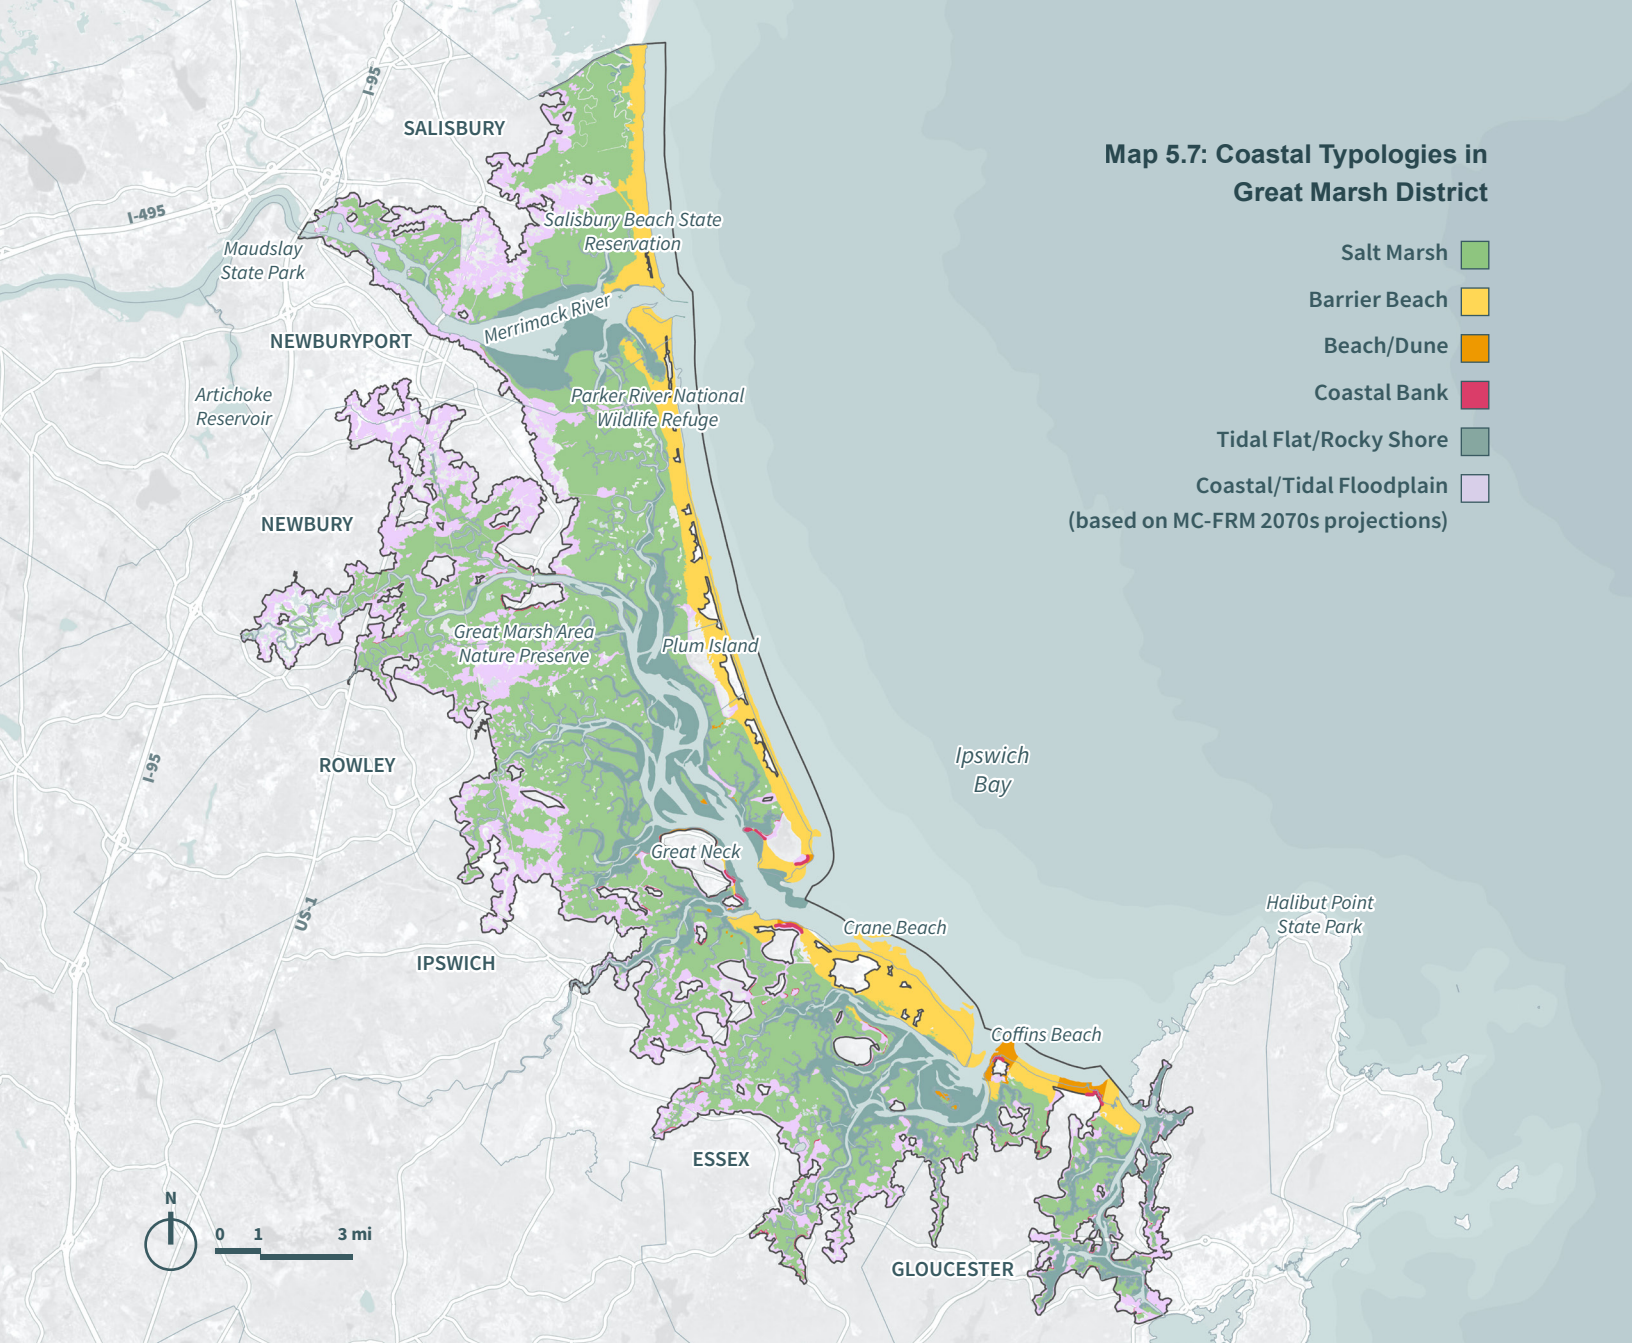 Map 5.7: Coastal Typologies in
Great Marsh District
Salt Marsh
Barrier Beach
Beach/Dune
Coastal Bank
Tidal Flat/Rocky Shore
Coastal/Tidal Floodplain
(based on MC-FRM 2070s projections)
I-95
SALISBURY
I-495
Salisbury Beach State
Reservation
Maudslay
State Park
Merrimack River
NEWBURYPORT
Artichoke
Reservoir
Parker River National
Wildlife Refuge
NEWBURY
Great Marsh Area
Nature Preserve
Plum Island
ROWLEY
I-95
Ipswich
Bay
Great Neck
US-1
IPSWICH
Crane Beach
Halibut Point
State Park
Coffins Beach
ESSEX
GLOUCESTER
N
0 1 3 mi